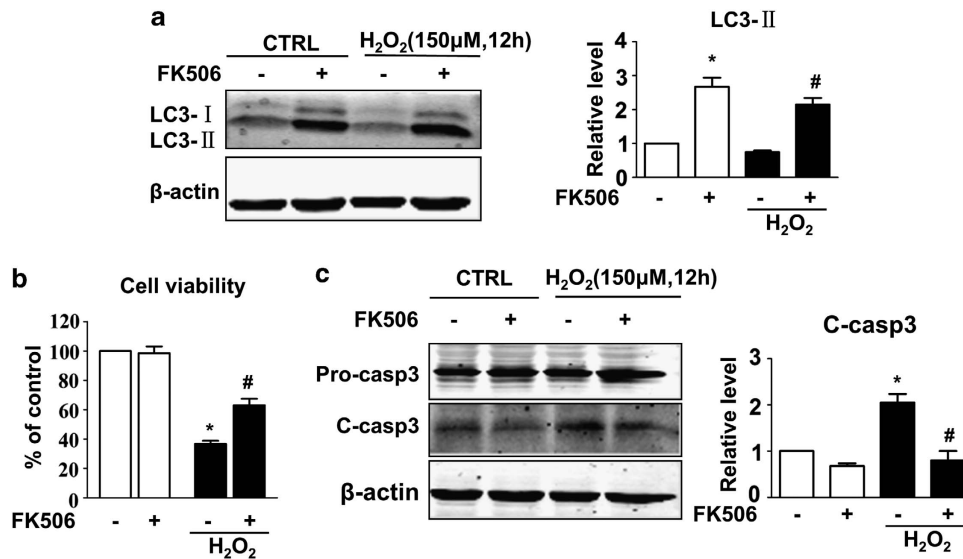 a
CTRL H₂O₂(150μM,12h)
FK506 - + - +
LC3-Ⅰ
LC3-Ⅱ
β-actin
LC3-Ⅱ
Relative level
4
3
2
1
0
*
#
FK506 - + - +
H₂O₂
b
Cell viability
% of control
120
100
80
60
40
20
0
*
#
FK506 - + - +
H₂O₂
c
CTRL H₂O₂(150μM,12h)
FK506 - + - +
Pro-casp3
C-casp3
β-actin
C-casp3
Relative level
3
2
1
0
*
#
FK506 - + - +
H₂O₂